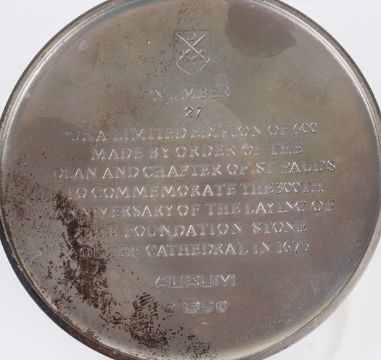 NUMBER
27
OF A LIMITED EDITION OF 600
MADE BY ORDER OF THE
DEAN AND CHAPTER OF ST PAUL'S
TO COMMEMORATE THE 300TH
ANNIVERSARY OF THE LAYING OF
THE FOUNDATION STONE
OF THE CATHEDRAL IN 1675
AURUM